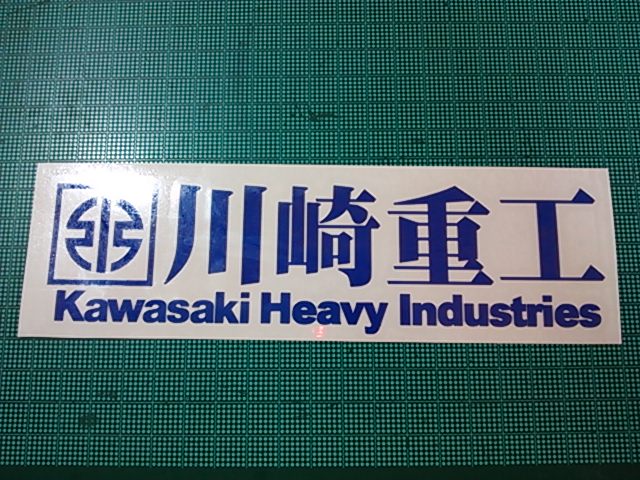 川崎重工
Kawasaki Heavy Industries